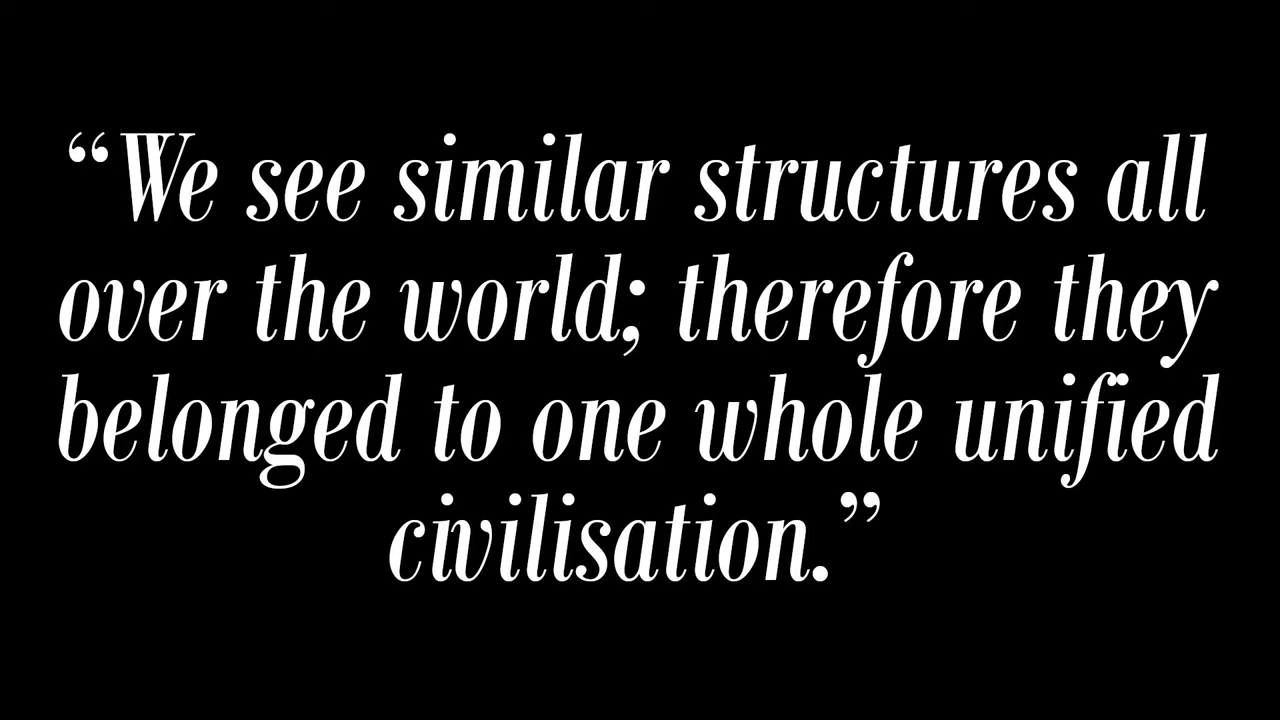 “We see similar structures all
over the world; therefore they
belonged to one whole unified
civilisation.”